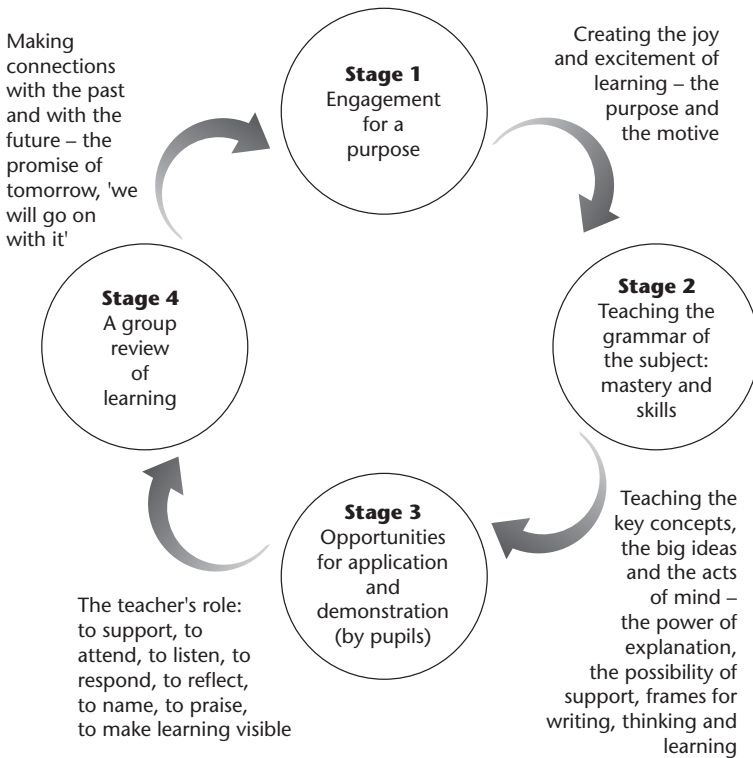 Stage 1
Engagement
for a
purpose
Creating the joy
and excitement of
learning – the
purpose and
the motive
Stage 2
Teaching the
grammar of
the subject:
mastery and
skills
Teaching the
key concepts,
the big ideas
and the acts
of mind –
the power of
explanation,
the possibility of
support, frames for
writing, thinking and
learning
Stage 3
Opportunities
for application
and
demonstration
(by pupils)
The teacher's role:
to support, to
attend, to listen, to
respond, to reflect,
to name, to praise,
to make learning visible
Stage 4
A group
review
of
learning
Making
connections
with the past
and with the
future – the
promise of
tomorrow, 'we
will go on
with it'